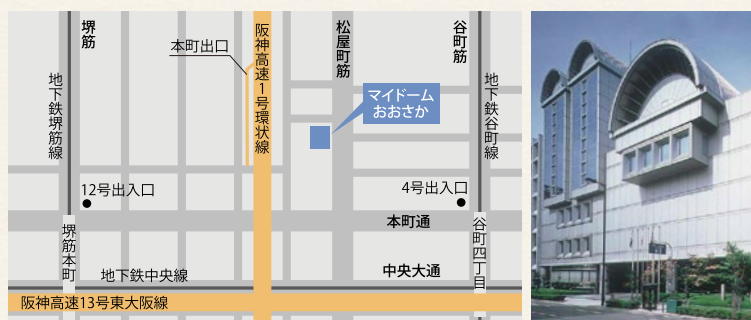 堺筋
本町出口
阪神高速1号環状線
松屋町筋
谷町筋
地下鉄堺筋線
マイドーム
おおさか
地下鉄谷町線
12号出入口
4号出入口
本町通
堺筋本町
谷町四丁目
地下鉄中央線
中央大通
阪神高速13号東大阪線